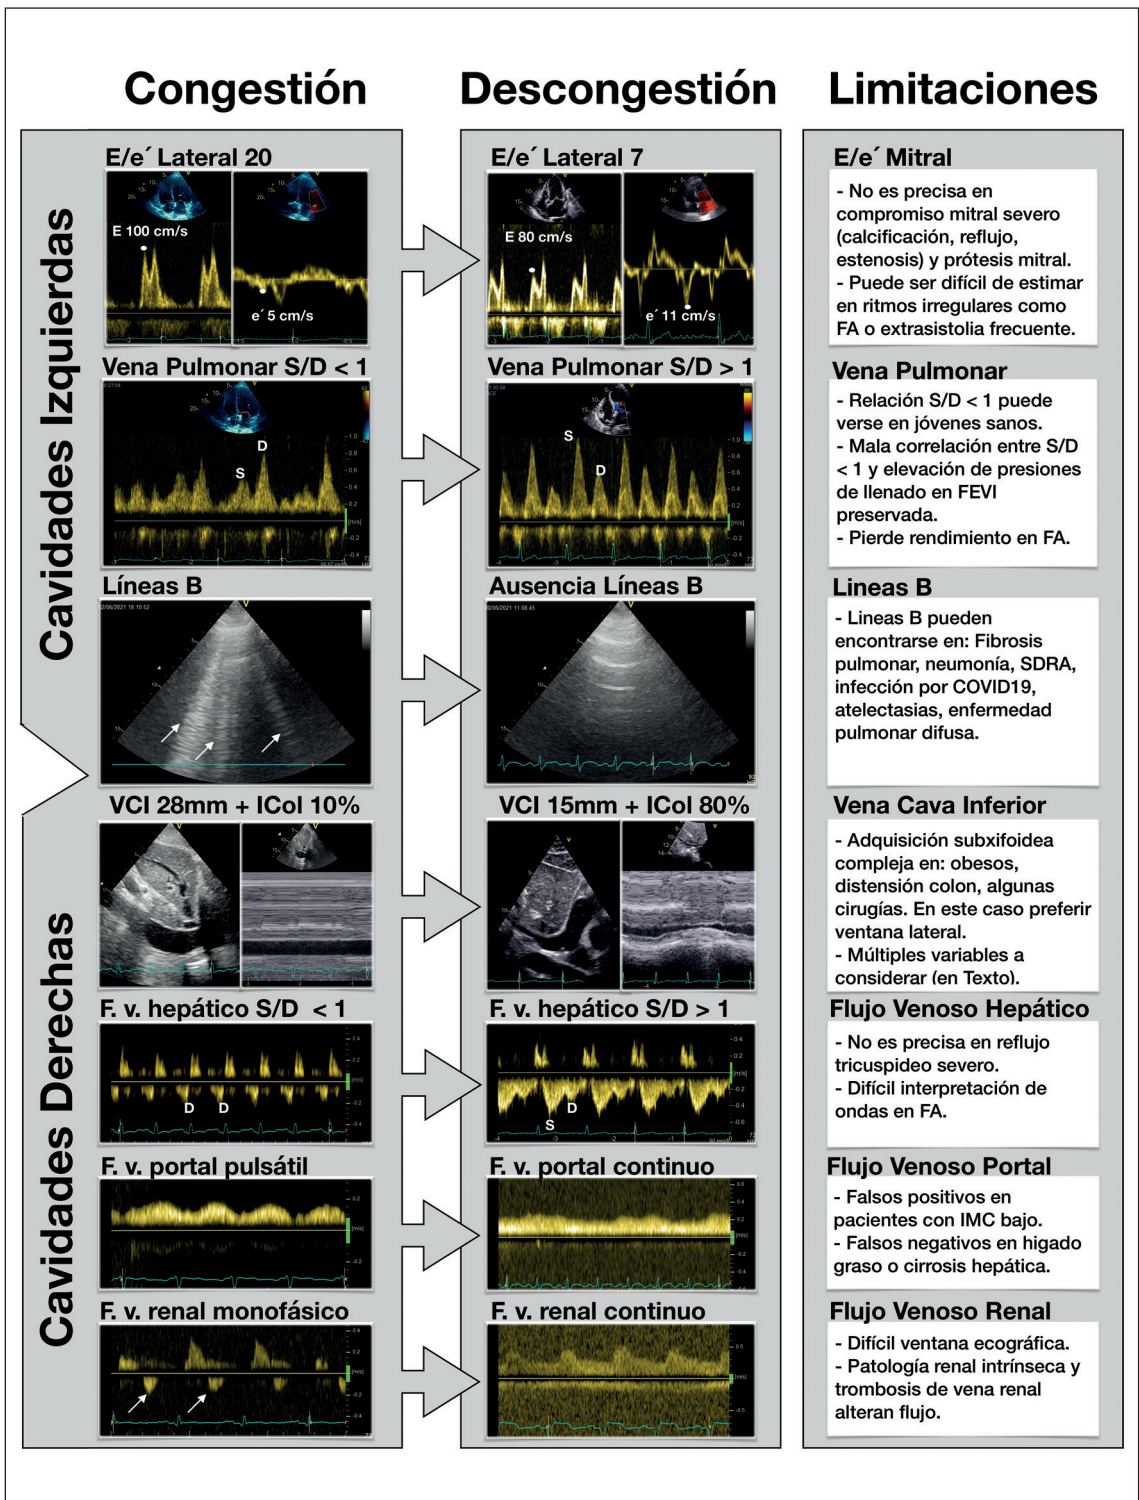 Congestión
Descongestión
Limitaciones
Cavidades Izquierdas
E/e´ Lateral 20
E 100 cm/s
e´ 5 cm/s
E/e´ Lateral 7
E 80 cm/s
e´ 11 cm/s
E/e´ Mitral
- No es precisa en
compromiso mitral severo
(calcificación, reflujo,
estenosis) y prótesis mitral.
- Puede ser difícil de estimar
en ritmos irregulares como
FA o extrasistolia frecuente.
Vena Pulmonar S/D < 1
S
D
Vena Pulmonar S/D > 1
S
D
Vena Pulmonar
- Relación S/D < 1 puede
verse en jóvenes sanos.
- Mala correlación entre S/D
< 1 y elevación de presiones
de llenado en FEVI
preservada.
- Pierde rendimiento en FA.
Líneas B
Ausencia Líneas B
Lineas B
- Lineas B pueden
encontrarse en: Fibrosis
pulmonar, neumonía, SDRA,
infección por COVID19,
atelectasias, enfermedad
pulmonar difusa.
Cavidades Derechas
VCI 28mm + ICol 10%
VCI 15mm + ICol 80%
Vena Cava Inferior
- Adquisición subxifoidea
compleja en: obesos,
distensión colon, algunas
cirugías. En este caso preferir
ventana lateral.
- Múltiples variables a
considerar (en Texto).
F. v. hepático S/D < 1
D
D
F. v. hepático S/D > 1
S
D
Flujo Venoso Hepático
- No es precisa en reflujo
tricuspideo severo.
- Difícil interpretación de
ondas en FA.
F. v. portal pulsátil
F. v. portal continuo
Flujo Venoso Portal
- Falsos positivos en
pacientes con IMC bajo.
- Falsos negativos en higado
graso o cirrosis hepática.
F. v. renal monofásico
F. v. renal continuo
Flujo Venoso Renal
- Difícil ventana ecográfica.
- Patología renal intrínseca y
trombosis de vena renal
alteran flujo.